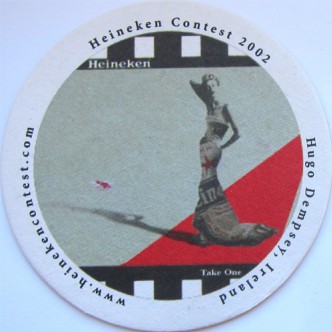 Heineken Contest 2002
Heineken
Hugo Dempsey, Ireland
www.heinekencontest.com
Take One